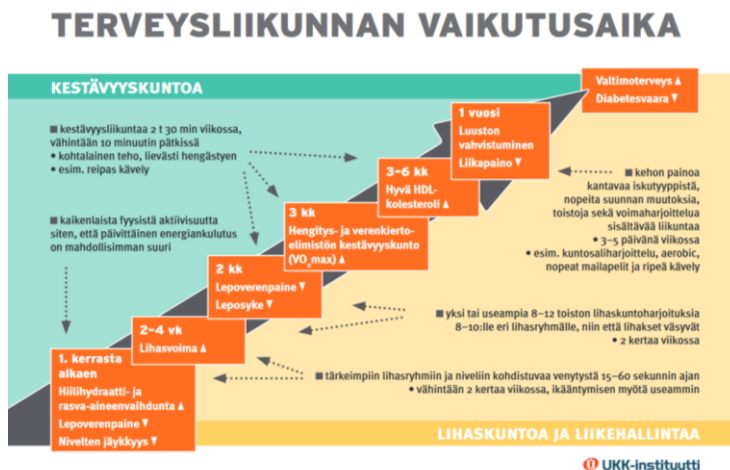 TERVEYSLIIKUNNAN VAIKUTUSAIKA
KESTÄVYYSKUNTOA
■ kestävyysliikuntaa 2 t 30 min viikossa,
vähintään 10 minuutin pätkissä
• kohtalainen teho, lievästi hengästyen
• esim. reipas kävely
■ kaikenlaista fyysistä aktiivisuutta
siten, että päivittäinen energiankulutus
on mahdollisimman suuri
Valtimoterveys ▲
Diabetesvaara ▼
1 vuosi
Luuston
vahvistuminen
Liikapaino ▼
3–6 kk
Hyvä HDL-
kolesteroli ▲
3 kk
Hengitys- ja verenkierto-
elimistön kestävyyskunto
(VO₂max) ▲
2 kk
Lepoverenpaine ▼
Leposyke ▼
2–4 vk
Lihasvoima ▲
1. kerrasta
alkaen
Hiilihydraatti- ja
rasva-aineenvaihdunta ▲
Lepoverenpaine ▼
Nivelten jäykkyys ▼
■ kehon painoa
kantavaa iskutyyppistä,
nopeita suunnan muutoksia,
toistoja sekä voimaharjoittelua
sisältävää liikuntaa
• 3–5 päivänä viikossa
• esim. kuntosaliharjoittelu, aerobic,
nopeat mailapelit ja ripeä kävely
■ yksi tai useampia 8–12 toiston lihaskuntoharjoituksia
8–10:lle eri lihasryhmälle, niin että lihakset väsyvät
• 2 kertaa viikossa
■ tärkeimpiin lihasryhmiin ja niveliin kohdistuvaa venytystä 15–60 sekunnin ajan
• vähintään 2 kertaa viikossa, ikääntymisen myötä useammin
LIHASKUNTOA JA LIIKEHALLINTAA
UKK-instituutti